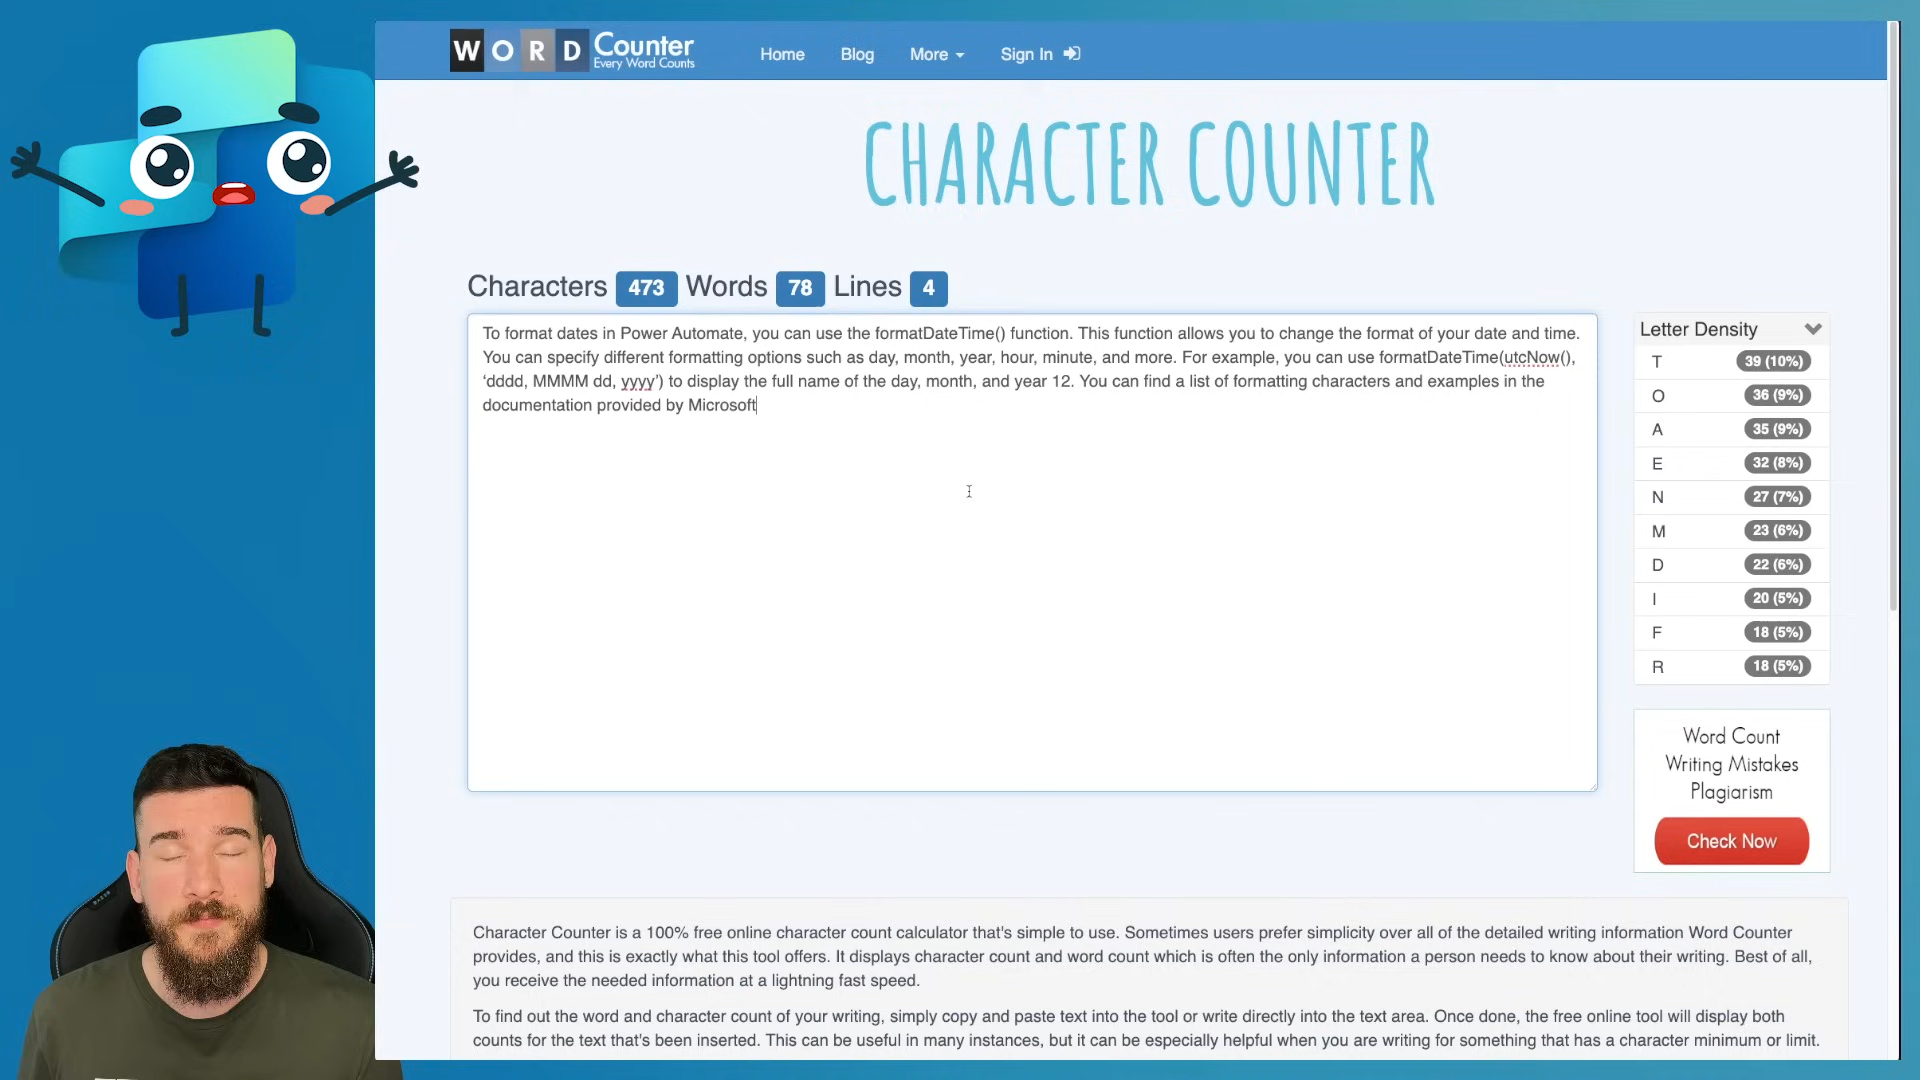 WORD Counter
Every Word Counts
Home Blog More Sign In
CHARACTER COUNTER
Characters 473 Words 78 Lines 4
To format dates in Power Automate, you can use the formatDateTime() function. This function allows you to change the format of your date and time.
You can specify different formatting options such as day, month, year, hour, minute, and more. For example, you can use formatDateTime(utcNow(),
‘dddd, MMMM dd, yyyy’) to display the full name of the day, month, and year 12. You can find a list of formatting characters and examples in the
documentation provided by Microsoft
Letter Density
T 39 (10%)
O 36 (9%)
A 35 (9%)
E 32 (8%)
N 27 (7%)
M 23 (6%)
D 22 (6%)
I 20 (5%)
F 18 (5%)
R 18 (5%)
Word Count
Writing Mistakes
Plagiarism
Check Now
Character Counter is a 100% free online character count calculator that's simple to use. Sometimes users prefer simplicity over all of the detailed writing information Word Counter
provides, and this is exactly what this tool offers. It displays character count and word count which is often the only information a person needs to know about their writing. Best of all,
you receive the needed information at a lightning fast speed.
To find out the word and character count of your writing, simply copy and paste text into the tool or write directly into the text area. Once done, the free online tool will display both
counts for the text that's been inserted. This can be useful in many instances, but it can be especially helpful when you are writing for something that has a character minimum or limit.